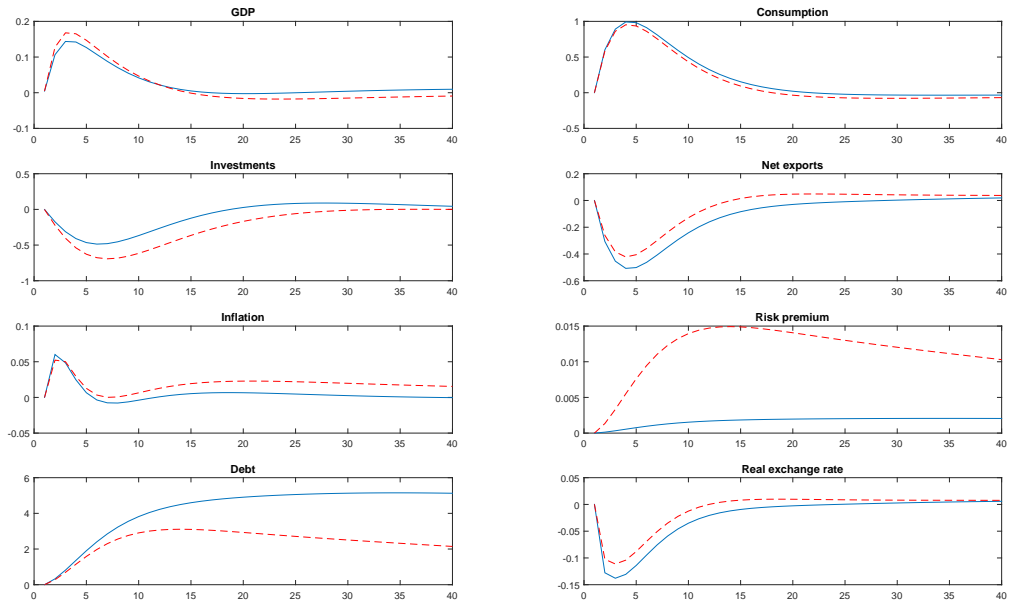 GDP
0.2
0.1
0
-0.1
0 5 10 15 20 25 30 35 40
Consumption
1
0.5
0
-0.5
0 5 10 15 20 25 30 35 40
Investments
0.5
0
-0.5
-1
0 5 10 15 20 25 30 35 40
Net exports
0.2
0
-0.2
-0.4
-0.6
0 5 10 15 20 25 30 35 40
Inflation
0.1
0.05
0
-0.05
0 5 10 15 20 25 30 35 40
Risk premium
0.015
0.01
0.005
0
0 5 10 15 20 25 30 35 40
Debt
6
4
2
0
0 5 10 15 20 25 30 35 40
Real exchange rate
0.05
0
-0.05
-0.1
-0.15
0 5 10 15 20 25 30 35 40